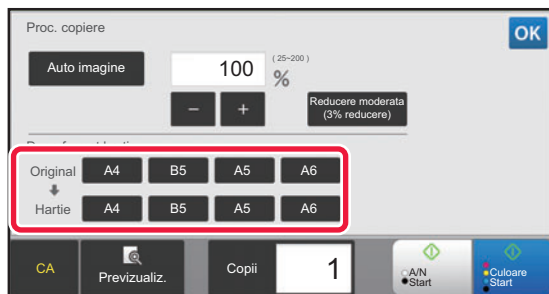 Proc. copiere
OK
Auto imagine
100
(25~200)
%
−
+
Reducere moderata
(3% reducere)
Original
A4
B5
A5
A6
Hartie
A4
B5
A5
A6
CA
Previzualiz.
Copii
1
A/N
Start
Culoare
Start